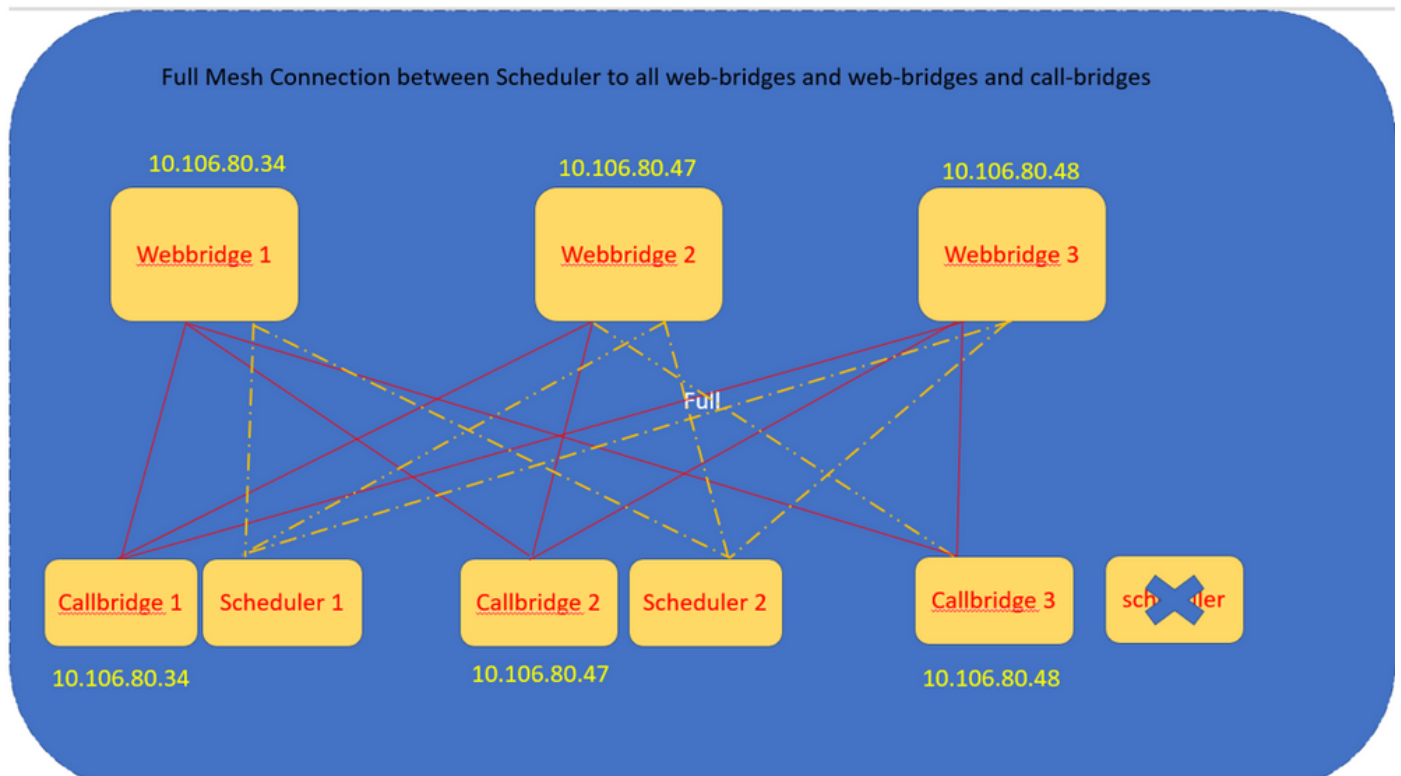 Full Mesh Connection between Scheduler to all web-bridges and web-bridges and call-bridges
10.106.80.34
10.106.80.47
10.106.80.48
Webbridge 1
Webbridge 2
Webbridge 3
Full
Callbridge 1
Scheduler 1
Callbridge 2
Scheduler 2
Callbridge 3
10.106.80.34
10.106.80.47
10.106.80.48